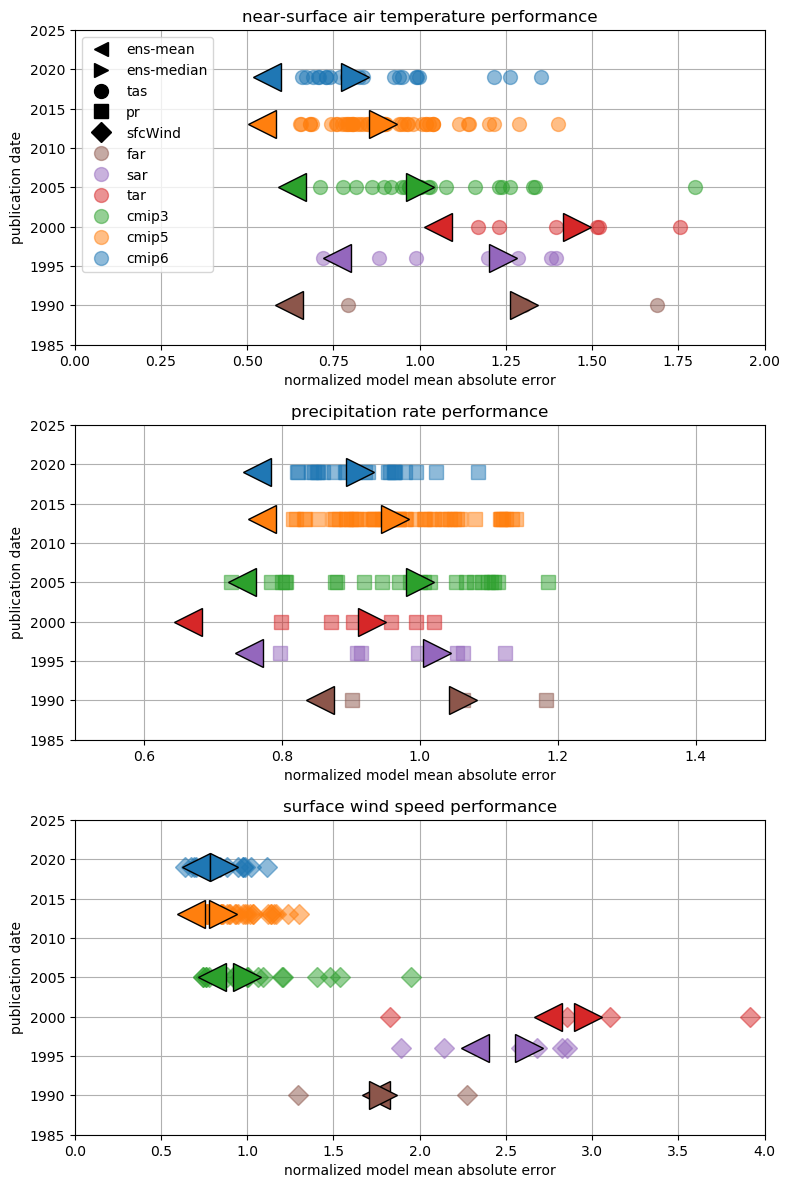 near-surface air temperature performance
2025
2020
2015
2010
2005
2000
1995
1990
1985
publication date
ens-mean
ens-median
tas
pr
sfcWind
far
sar
tar
cmip3
cmip5
cmip6
0.00 0.25 0.50 0.75 1.00 1.25 1.50 1.75 2.00
normalized model mean absolute error
precipitation rate performance
2025
2020
2015
2010
2005
2000
1995
1990
1985
publication date
0.6 0.8 1.0 1.2 1.4
normalized model mean absolute error
surface wind speed performance
2025
2020
2015
2010
2005
2000
1995
1990
1985
publication date
0.0 0.5 1.0 1.5 2.0 2.5 3.0 3.5 4.0
normalized model mean absolute error